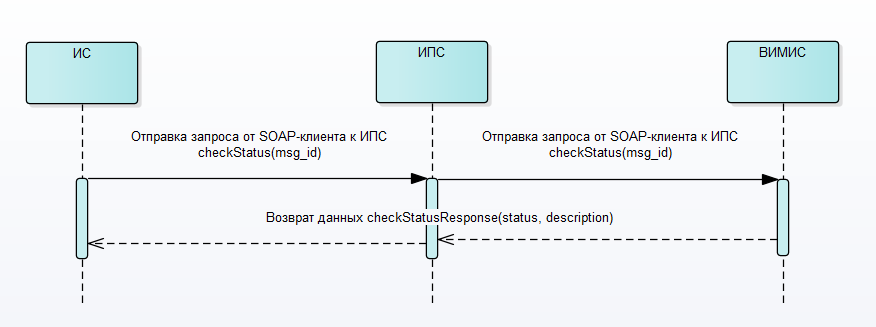 ИС
ИПС
ВИМИС
Отправка запроса от SOAP-клиента к ИПС
checkStatus(msg_id)
Отправка запроса от SOAP-клиента к ИПС
checkStatus(msg_id)
Возврат данных checkStatusResponse(status, description)